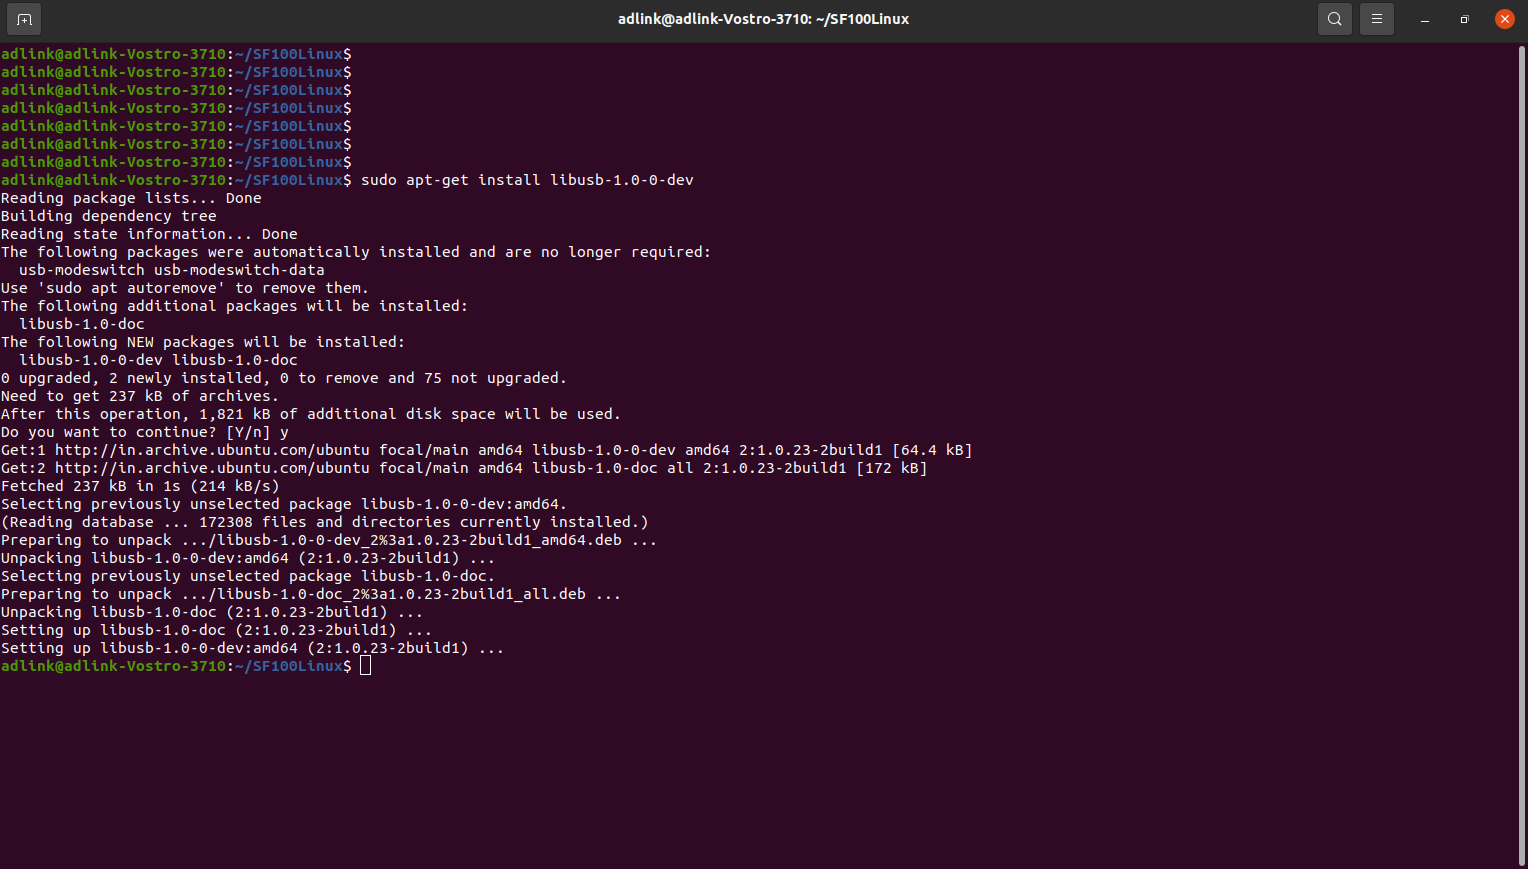 adlink@adlink-Vostro-3710: ~/SF100Linux
adlink@adlink-Vostro-3710:~/SF100Linux$
adlink@adlink-Vostro-3710:~/SF100Linux$
adlink@adlink-Vostro-3710:~/SF100Linux$
adlink@adlink-Vostro-3710:~/SF100Linux$
adlink@adlink-Vostro-3710:~/SF100Linux$
adlink@adlink-Vostro-3710:~/SF100Linux$
adlink@adlink-Vostro-3710:~/SF100Linux$
adlink@adlink-Vostro-3710:~/SF100Linux$ sudo apt-get install libusb-1.0-0-dev
Reading package lists... Done
Building dependency tree
Reading state information... Done
The following packages were automatically installed and are no longer required:
  usb-modeswitch usb-modeswitch-data
Use 'sudo apt autoremove' to remove them.
The following additional packages will be installed:
  libusb-1.0-doc
The following NEW packages will be installed:
  libusb-1.0-0-dev libusb-1.0-doc
0 upgraded, 2 newly installed, 0 to remove and 75 not upgraded.
Need to get 237 kB of archives.
After this operation, 1,821 kB of additional disk space will be used.
Do you want to continue? [Y/n] y
Get:1 http://in.archive.ubuntu.com/ubuntu focal/main amd64 libusb-1.0-0-dev amd64 2:1.0.23-2build1 [64.4 kB]
Get:2 http://in.archive.ubuntu.com/ubuntu focal/main amd64 libusb-1.0-doc all 2:1.0.23-2build1 [172 kB]
Fetched 237 kB in 1s (214 kB/s)
Selecting previously unselected package libusb-1.0-0-dev:amd64.
(Reading database ... 172308 files and directories currently installed.)
Preparing to unpack .../libusb-1.0-0-dev_2%3a1.0.23-2build1_amd64.deb ...
Unpacking libusb-1.0-0-dev:amd64 (2:1.0.23-2build1) ...
Selecting previously unselected package libusb-1.0-doc.
Preparing to unpack .../libusb-1.0-doc_2%3a1.0.23-2build1_all.deb ...
Unpacking libusb-1.0-doc (2:1.0.23-2build1) ...
Setting up libusb-1.0-doc (2:1.0.23-2build1) ...
Setting up libusb-1.0-0-dev:amd64 (2:1.0.23-2build1) ...
adlink@adlink-Vostro-3710:~/SF100Linux$